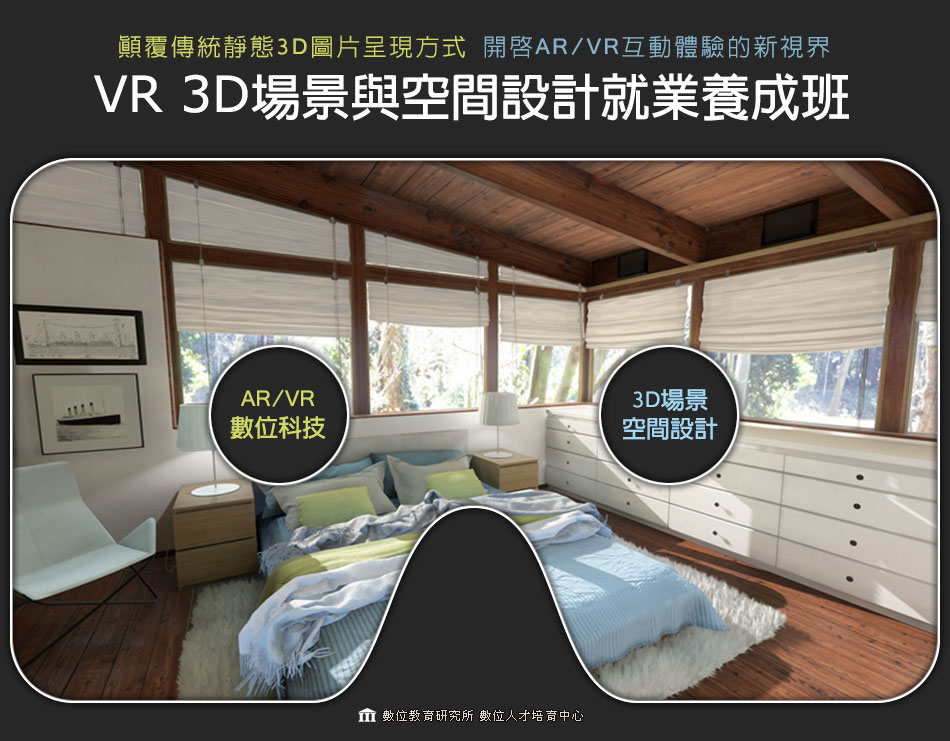 顛覆傳統靜態3D圖片呈現方式 開啓AR/VR互動體驗的新視界
VR 3D場景與空間設計就業養成班
AR/VR
數位科技
3D場景
空間設計
數位教育研究所 數位人才培育中心